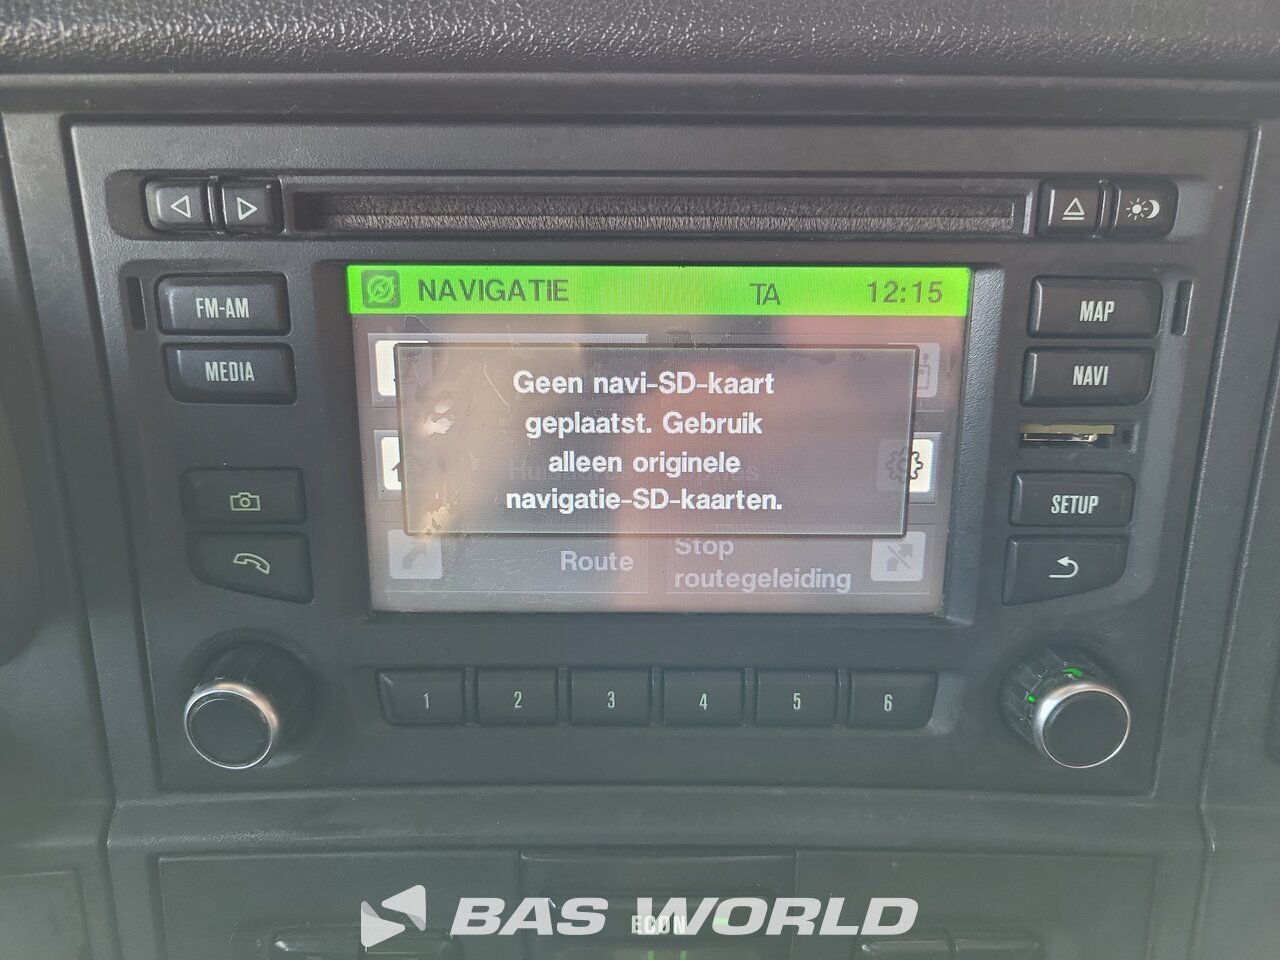 NAVIGATIE TA 12:15
FM-AM
MAP
MEDIA
NAVI
Geen navi-SD-kaart
geplaatst. Gebruik
alleen originele
navigatie-SD-kaarten.
SETUP
Route
Stop
routegeleiding
1 2 3 4 5 6
ECON
BAS WORLD